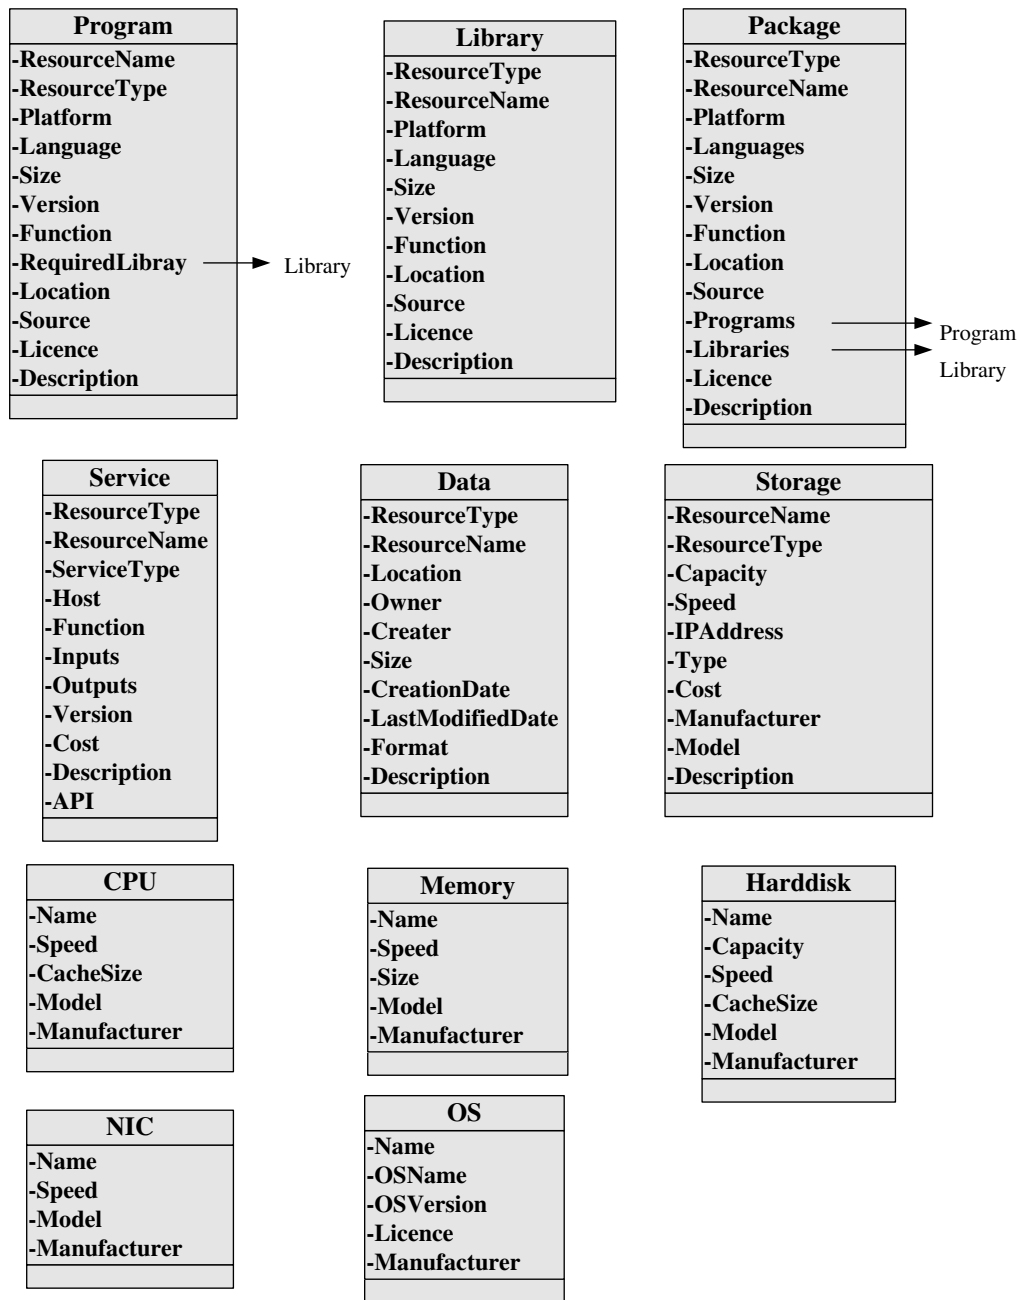 Program
-ResourceName
-ResourceType
-Platform
-Language
-Size
-Version
-Function
-RequiredLibray
Library
-Location
-Source
-Licence
-Description
Library
-ResourceType
-ResourceName
-Platform
-Language
-Size
-Version
-Function
-Location
-Source
-Licence
-Description
Package
-ResourceType
-ResourceName
-Platform
-Languages
-Size
-Version
-Function
-Location
-Source
-Programs
Program
-Libraries
Library
-Licence
-Description
Service
-ResourceType
-ResourceName
-ServiceType
-Host
-Function
-Inputs
-Outputs
-Version
-Cost
-Description
-API
Data
-ResourceType
-ResourceName
-Location
-Owner
-Creater
-Size
-CreationDate
-LastModifiedDate
-Format
-Description
Storage
-ResourceName
-ResourceType
-Capacity
-Speed
-IPAddress
-Type
-Cost
-Manufacturer
-Model
-Description
CPU
-Name
-Speed
-CacheSize
-Model
-Manufacturer
Memory
-Name
-Speed
-Size
-Model
-Manufacturer
Harddisk
-Name
-Capacity
-Speed
-CacheSize
-Model
-Manufacturer
NIC
-Name
-Speed
-Model
-Manufacturer
OS
-Name
-OSName
-OSVersion
-Licence
-Manufacturer